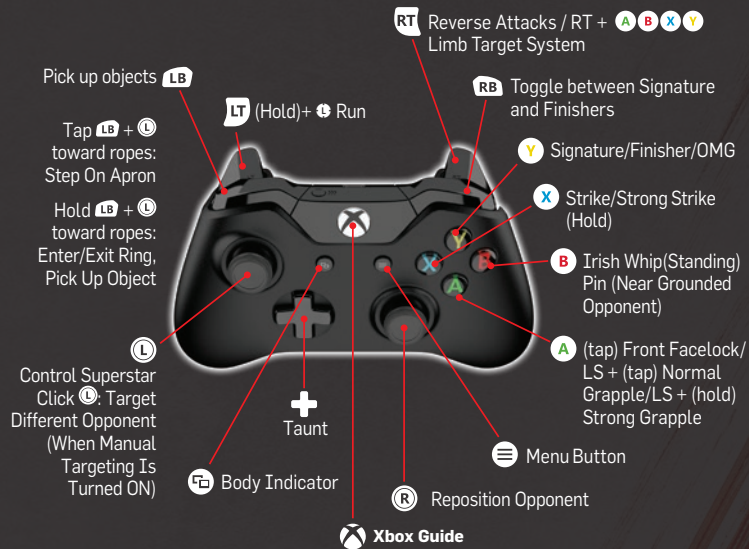 RT Reverse Attacks / RT + A B X Y
Limb Target System
Pick up objects LB
RB Toggle between Signature
and Finishers
LT (Hold)+ L Run
Tap LB + L
toward ropes:
Step On Apron
Y Signature/Finisher/OMG
X Strike/Strong Strike
(Hold)
Hold LB + L
toward ropes:
Enter/Exit Ring,
Pick Up Object
B Irish Whip(Standing)
Pin (Near Grounded
Opponent)
Y
X B
A
L
Control Superstar
Click L: Target
Different Opponent
(When Manual
Targeting Is
Turned ON)
A (tap) Front Facelock/
LS + (tap) Normal
Grapple/LS + (hold)
Strong Grapple
Taunt
Menu Button
Body Indicator
R Reposition Opponent
Xbox Guide